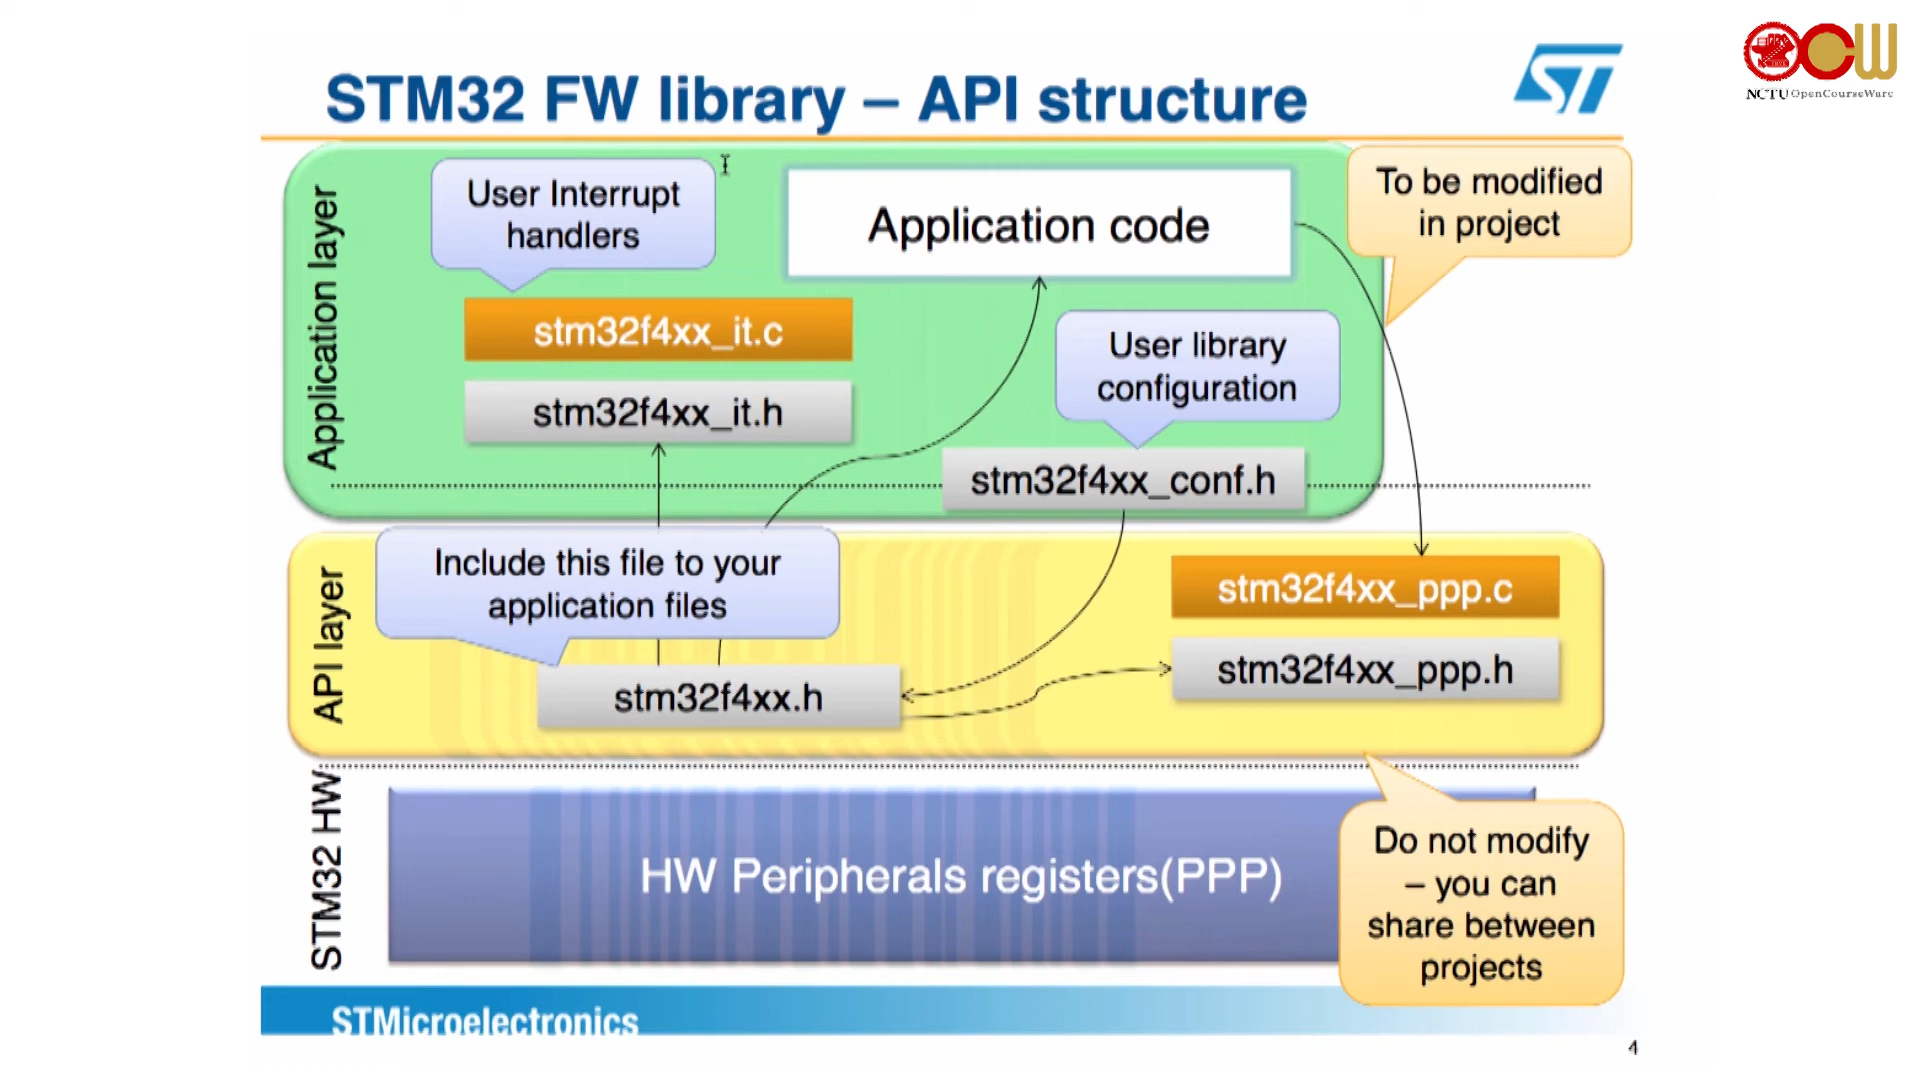 STM32 FW library – API structure
ST
OCW
NCTU OpenCourseWare
Application layer
User Interrupt
handlers
Application code
To be modified
in project
stm32f4xx_it.c
stm32f4xx_it.h
User library
configuration
stm32f4xx_conf.h
API layer
Include this file to your
application files
stm32f4xx.h
stm32f4xx_ppp.c
stm32f4xx_ppp.h
STM32 HW
HW Peripherals registers(PPP)
Do not modify
– you can
share between
projects
STMicroelectronics
4